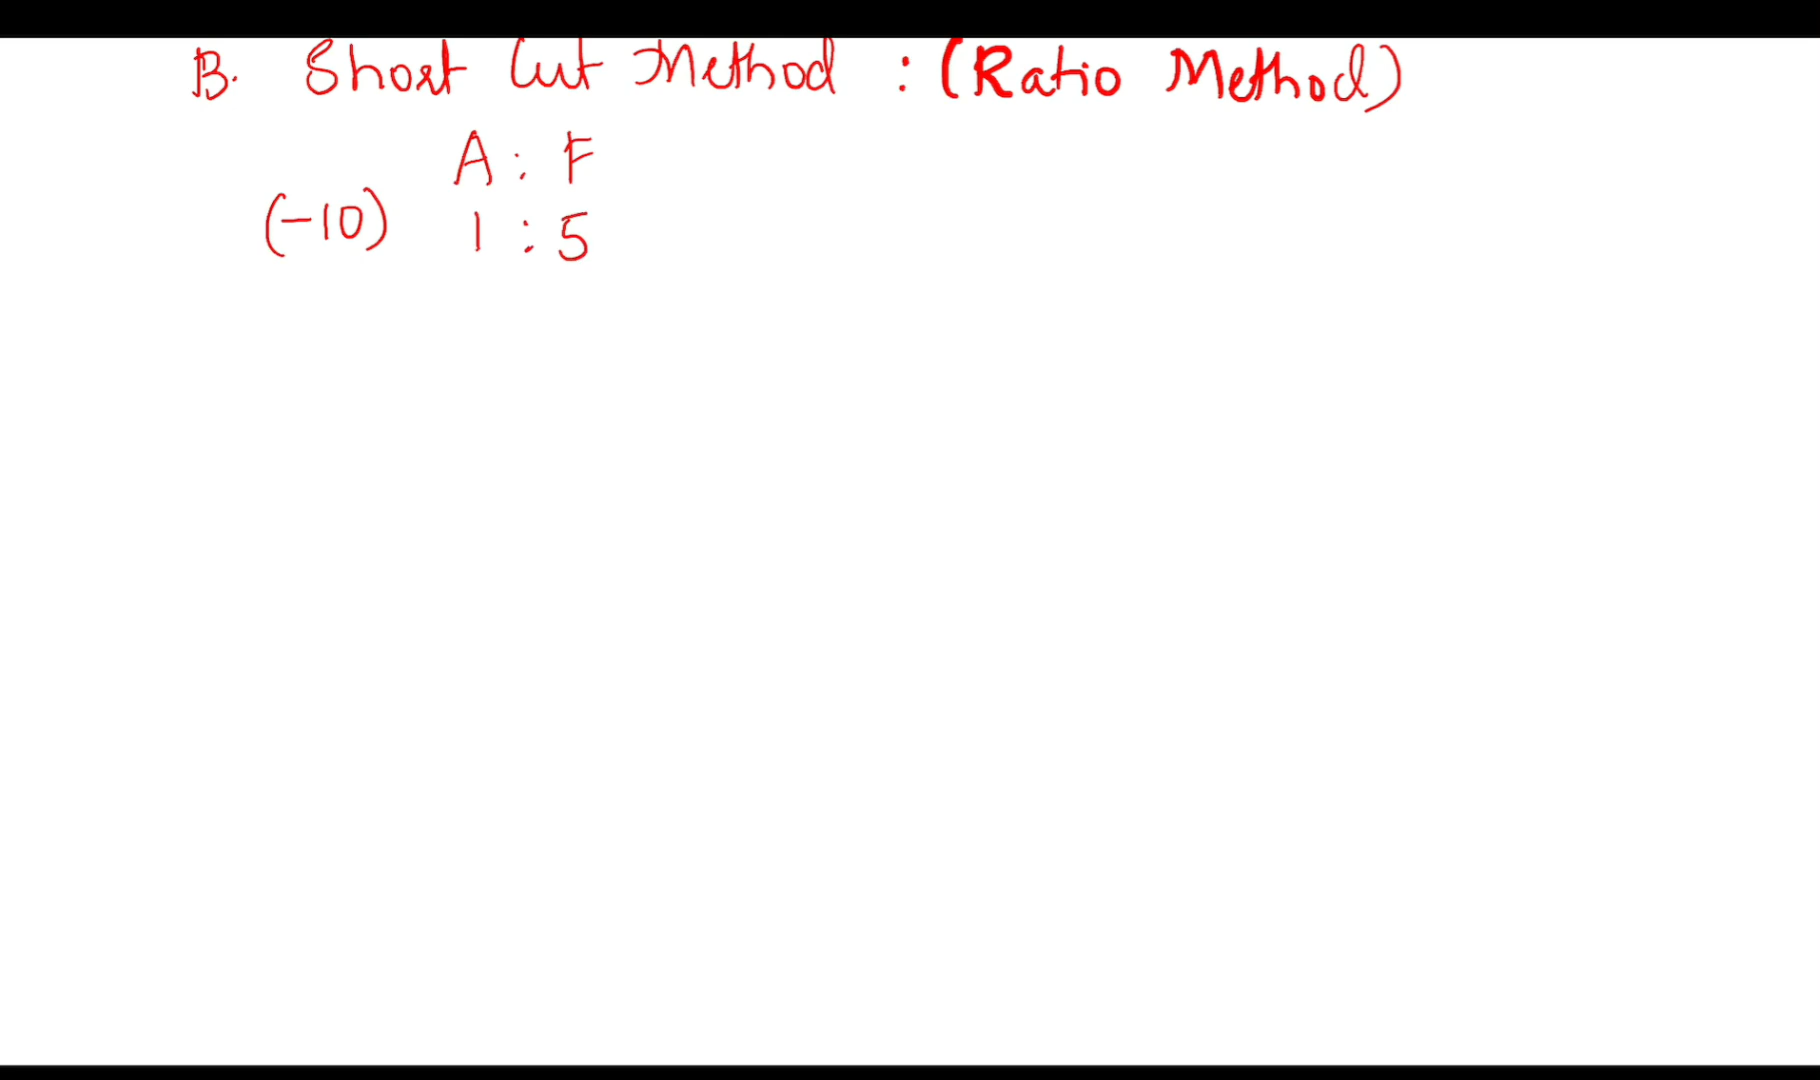 B. Short Cut Method : (Ratio Method)
A : F
(-10) 1 : 5